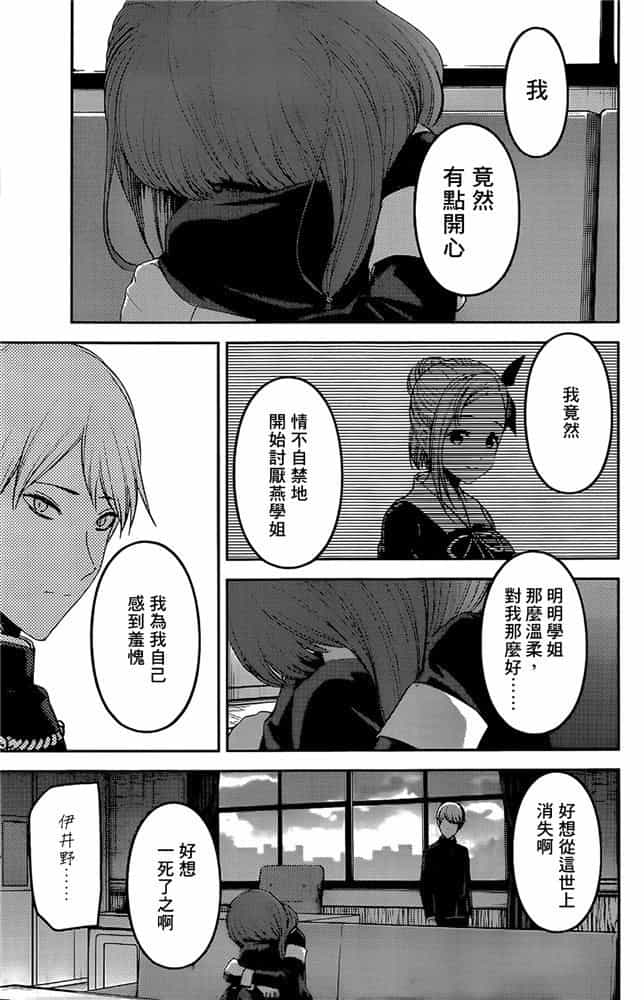 我
竟然
有點開心
我竟然
情不自禁地
開始討厭燕學姐
明明學姐
那麼溫柔，
對我那麼好……
我為我自己
感到羞愧
好想從這世上
消失啊
好想
一死了之啊
伊井野……